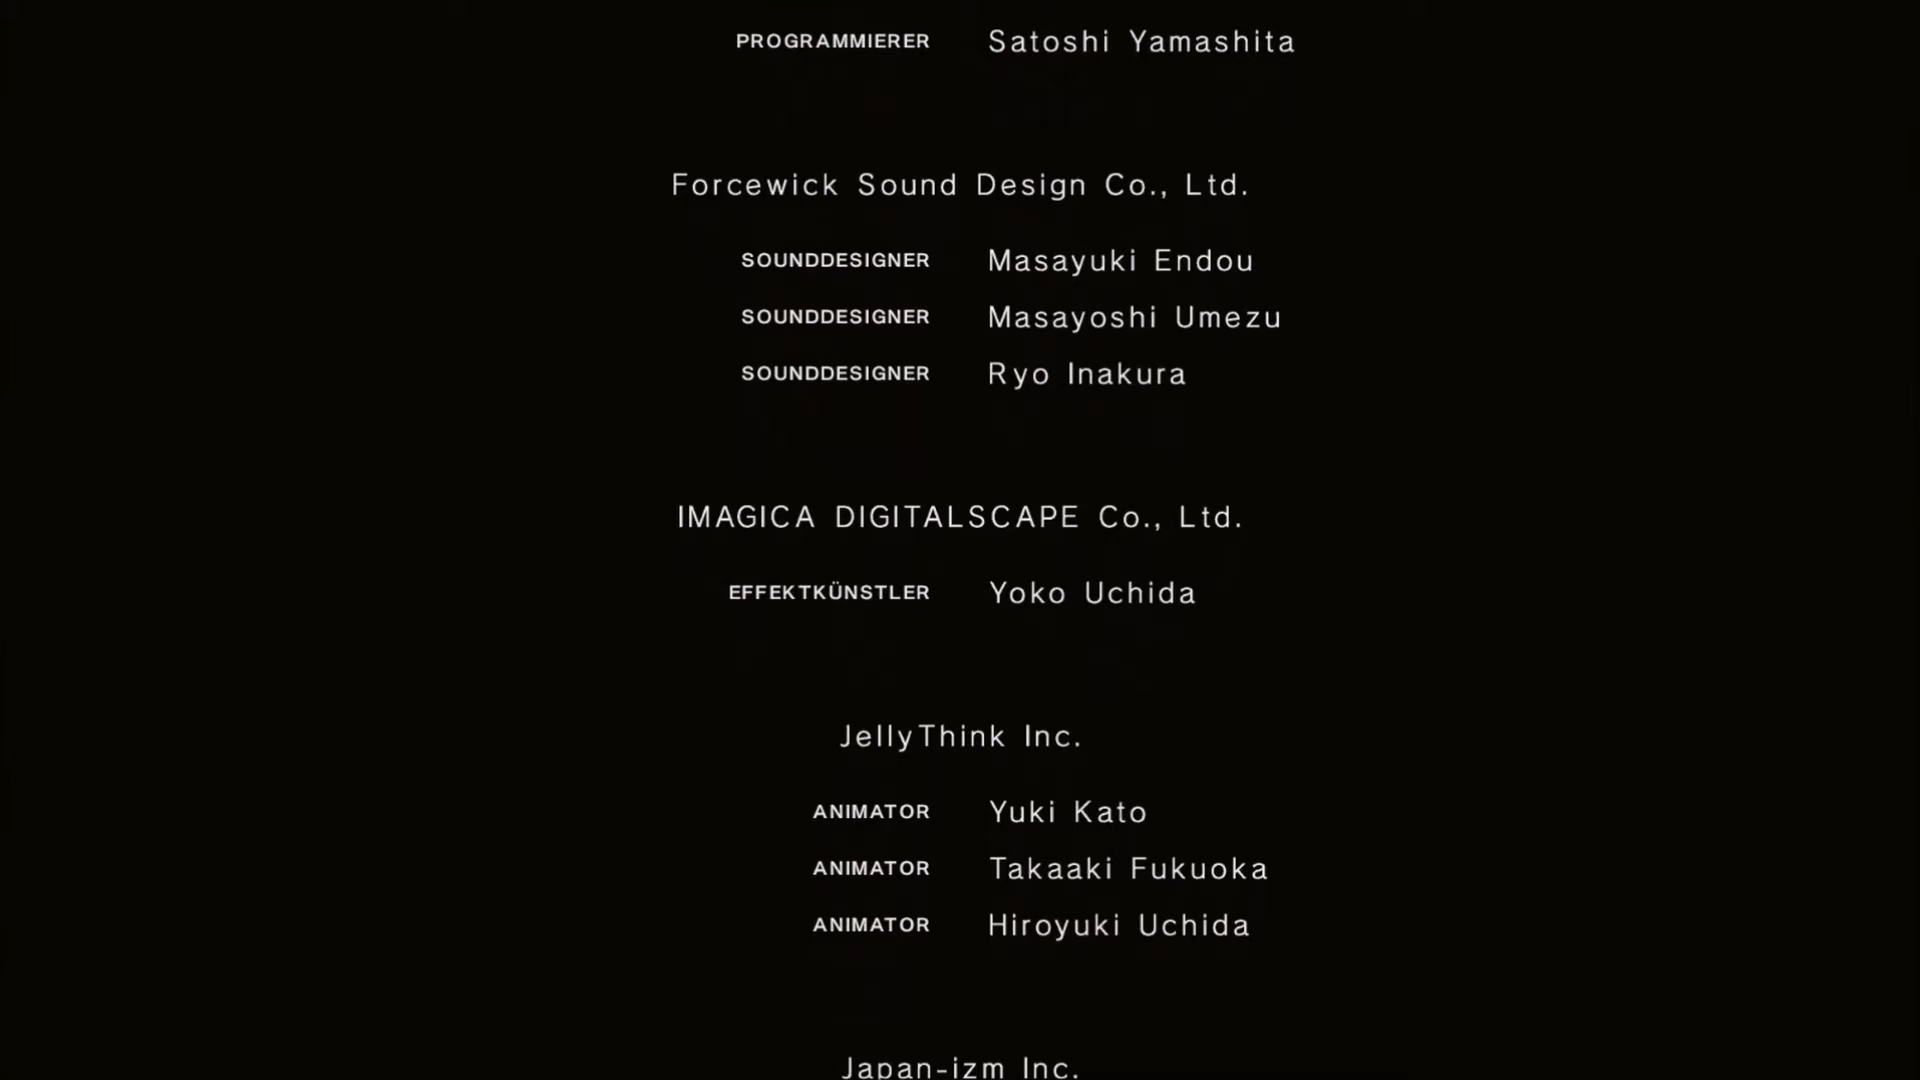 PROGRAMMIERER Satoshi Yamashita
Forcewick Sound Design Co., Ltd.
SOUNDDESIGNER Masayuki Endou
SOUNDDESIGNER Masayoshi Umezu
SOUNDDESIGNER Ryo Inakura
IMAGICA DIGITALSCAPE Co., Ltd.
EFFEKTKÜNSTLER Yoko Uchida
JellyThink Inc.
ANIMATOR Yuki Kato
ANIMATOR Takaaki Fukuoka
ANIMATOR Hiroyuki Uchida
Japan-izm Inc.